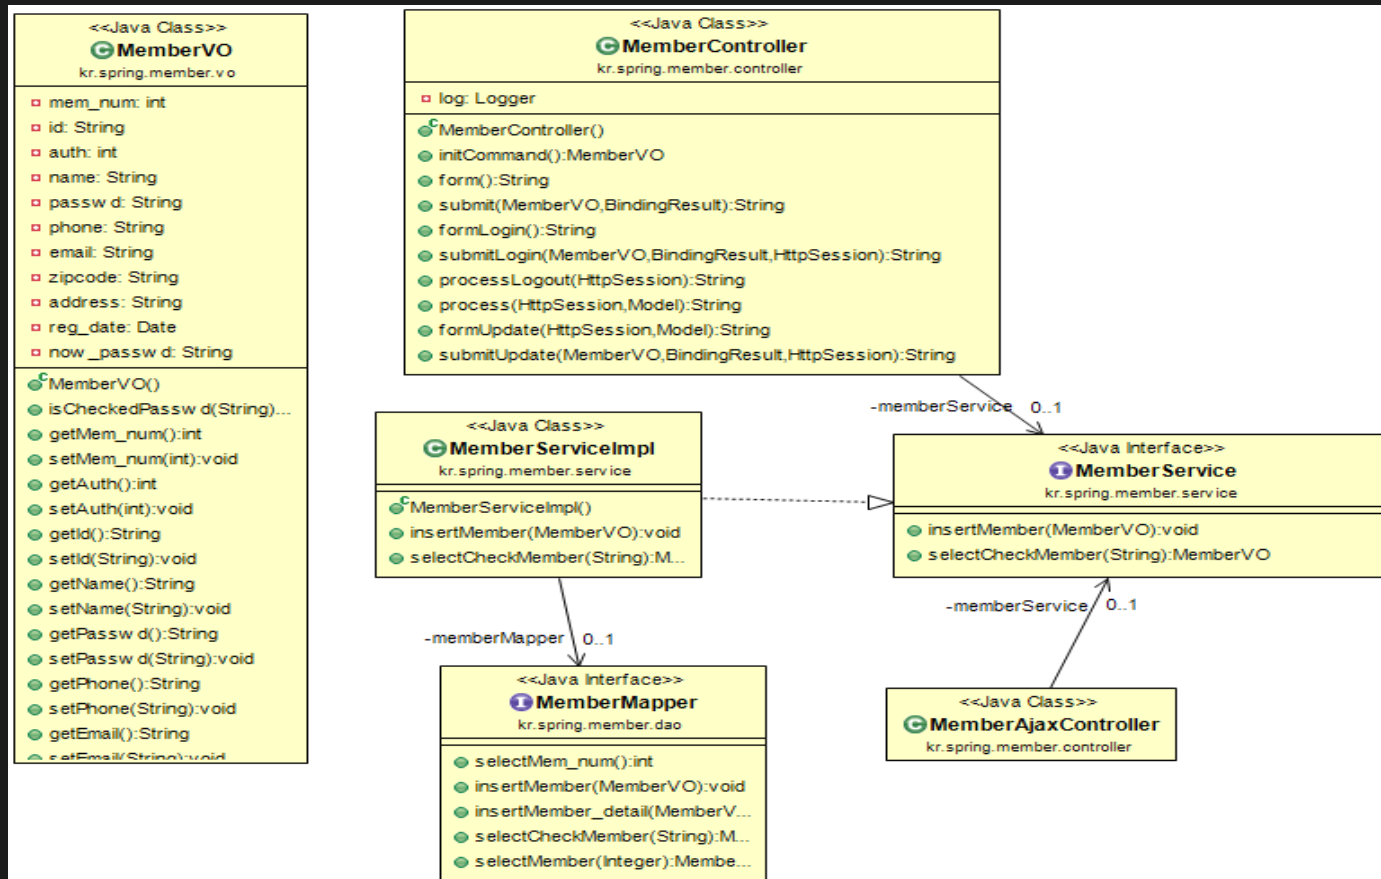 <<Java Class>>
MemberVO
kr.spring.member.vo
mem_num: int
id: String
auth: int
name: String
passwd: String
phone: String
email: String
zipcode: String
address: String
reg_date: Date
now_passwd: String
MemberVO()
isCheckedPasswd(String)...
getMem_num():int
setMem_num(int):void
getAuth():int
setAuth(int):void
getId():String
setId(String):void
getName():String
setName(String):void
getPasswd():String
setPasswd(String):void
getPhone():String
setPhone(String):void
getEmail():String
setEmail(String):void
<<Java Class>>
MemberController
kr.spring.member.controller
log: Logger
MemberController()
initCommand():MemberVO
form():String
submit(MemberVO,BindingResult):String
formLogin():String
submitLogin(MemberVO,BindingResult,HttpSession):String
processLogout(HttpSession):String
process(HttpSession,Model):String
formUpdate(HttpSession,Model):String
submitUpdate(MemberVO,BindingResult,HttpSession):String
-memberService 0..1
<<Java Class>>
MemberServiceImpl
kr.spring.member.service
MemberServiceImpl()
insertMember(MemberVO):void
selectCheckMember(String):M...
<<Java Interface>>
MemberService
kr.spring.member.service
insertMember(MemberVO):void
selectCheckMember(String):MemberVO
-memberMapper 0..1
-memberService 0..1
<<Java Interface>>
MemberMapper
kr.spring.member.dao
selectMem_num():int
insertMember(MemberVO):void
insertMember_detail(MemberV...
selectCheckMember(String):M...
selectMember(Integer):Membe...
<<Java Class>>
MemberAjaxController
kr.spring.member.controller